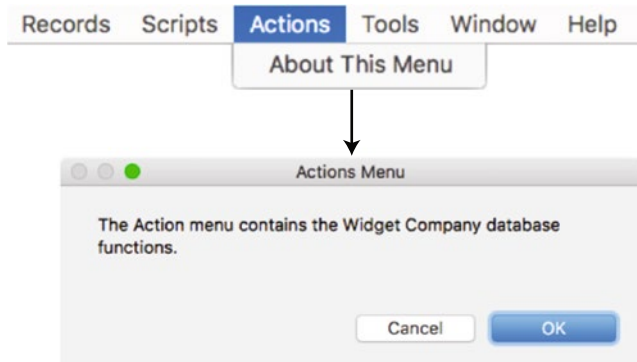 Records Scripts Actions Tools Window Help
About This Menu
Actions Menu
The Action menu contains the Widget Company database
functions.
Cancel OK